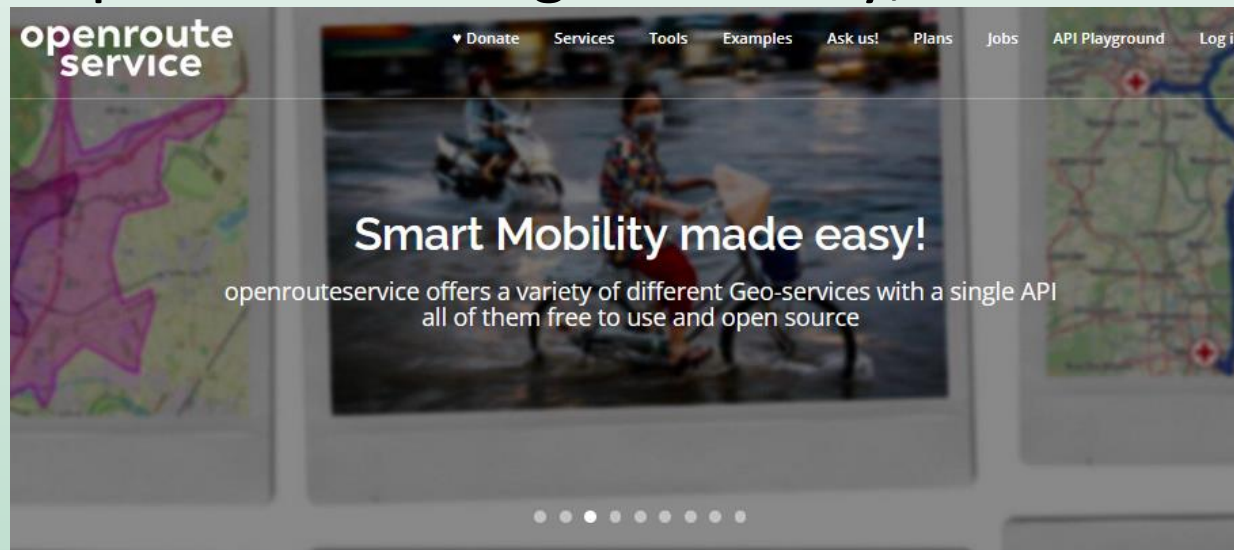 openroute
service
♥ Donate Services Tools Examples Ask us! Plans Jobs API Playground Log i
Smart Mobility made easy!
openrouteservice offers a variety of different Geo-services with a single API
all of them free to use and open source